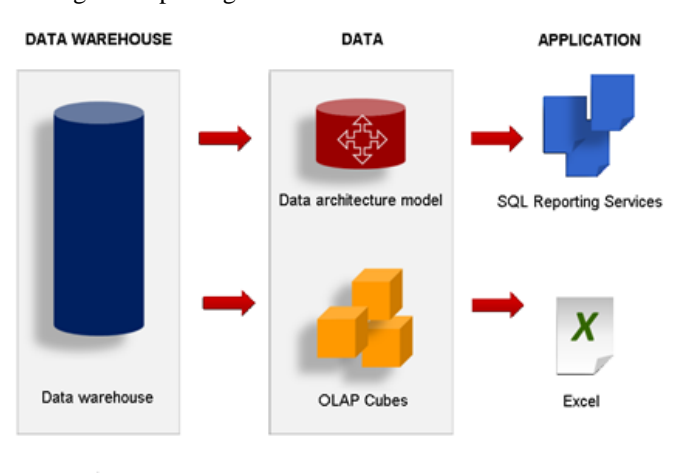 DATA WAREHOUSE
DATA
APPLICATION
Data architecture model
SQL Reporting Services
Data warehouse
OLAP Cubes
X
Excel